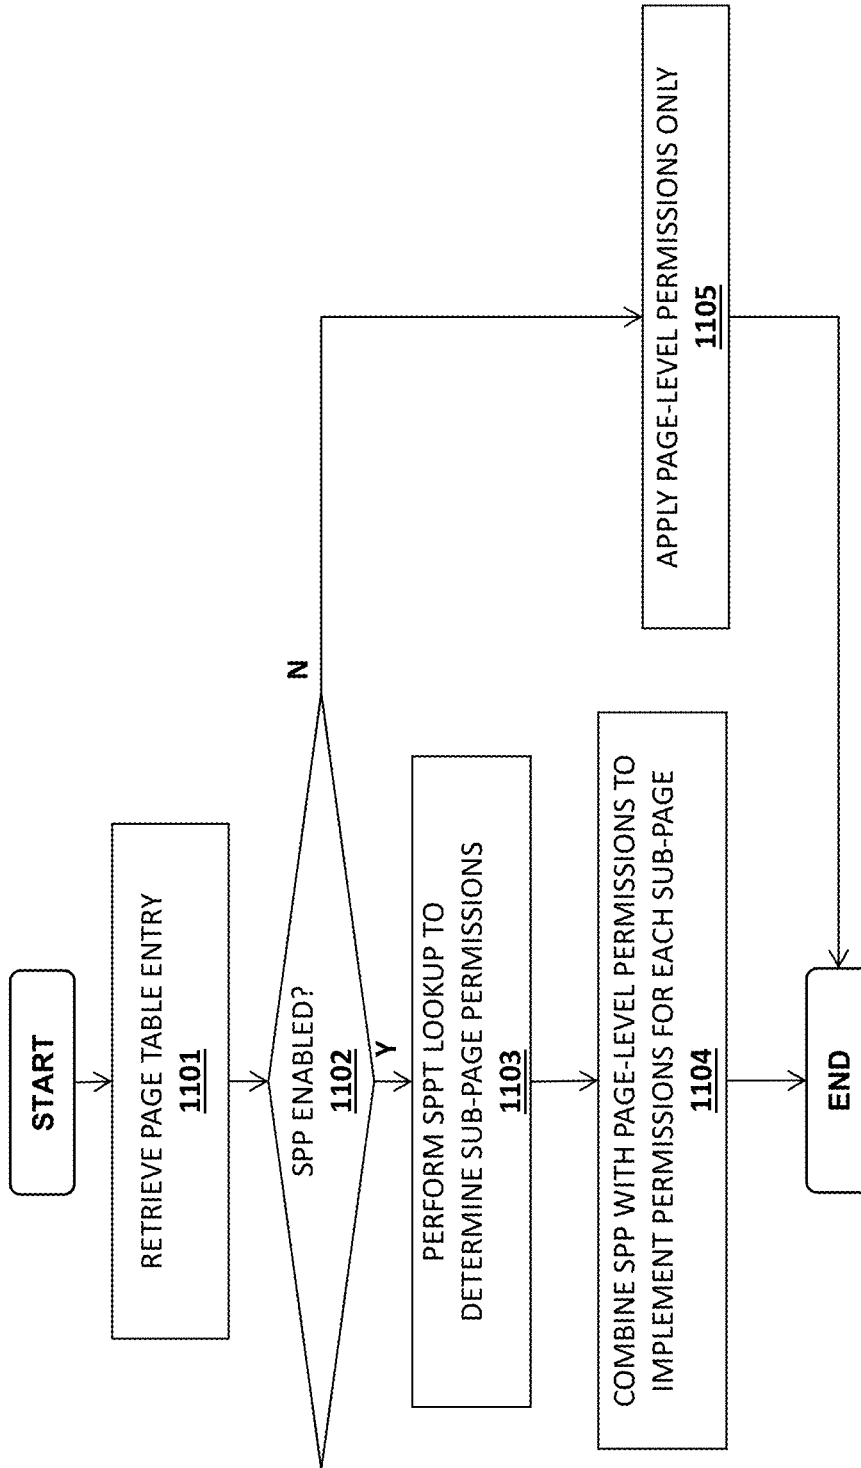 START
RETRIEVE PAGE TABLE ENTRY
1101
SPP ENABLED?
1102
N
Y
PERFORM SPPT LOOKUP TO
DETERMINE SUB-PAGE PERMISSIONS
1103
COMBINE SPP WITH PAGE-LEVEL PERMISSIONS TO
IMPLEMENT PERMISSIONS FOR EACH SUB-PAGE
1104
APPLY PAGE-LEVEL PERMISSIONS ONLY
1105
END